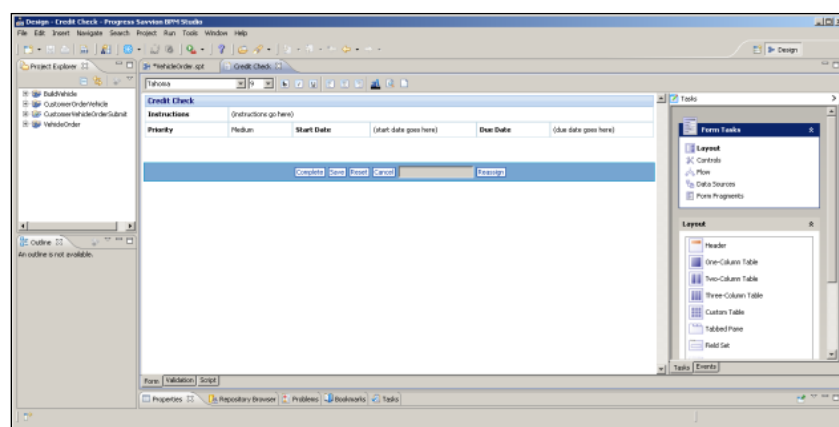 Design - Credit Check - Progress Savvion BPM Studio
File Edit Insert Navigate Search Project Run Tools Window Help
Design
Project Explorer
*VehicleOrder.spt
Credit Check
Tahoma
9
Tasks
BuildVehicle
CustomerOrderVehicle
CustomerVehicleOrderSubmit
VehicleOrder
Credit Check
Instructions (instructions go here)
Priority Medium Start Date (start date goes here) Due Date (due date goes here)
Complete Save Reset Cancel Reassign
Form Tasks
Layout
Controls
Flow
Data Sources
Form Fragments
Layout
Header
One-Column Table
Two-Column Table
Three-Column Table
Custom Table
Tabbed Pane
Field Set
Tasks Events
Outline
An outline is not available.
Form Validation Script
Properties Repository Browser Problems Bookmarks Tasks